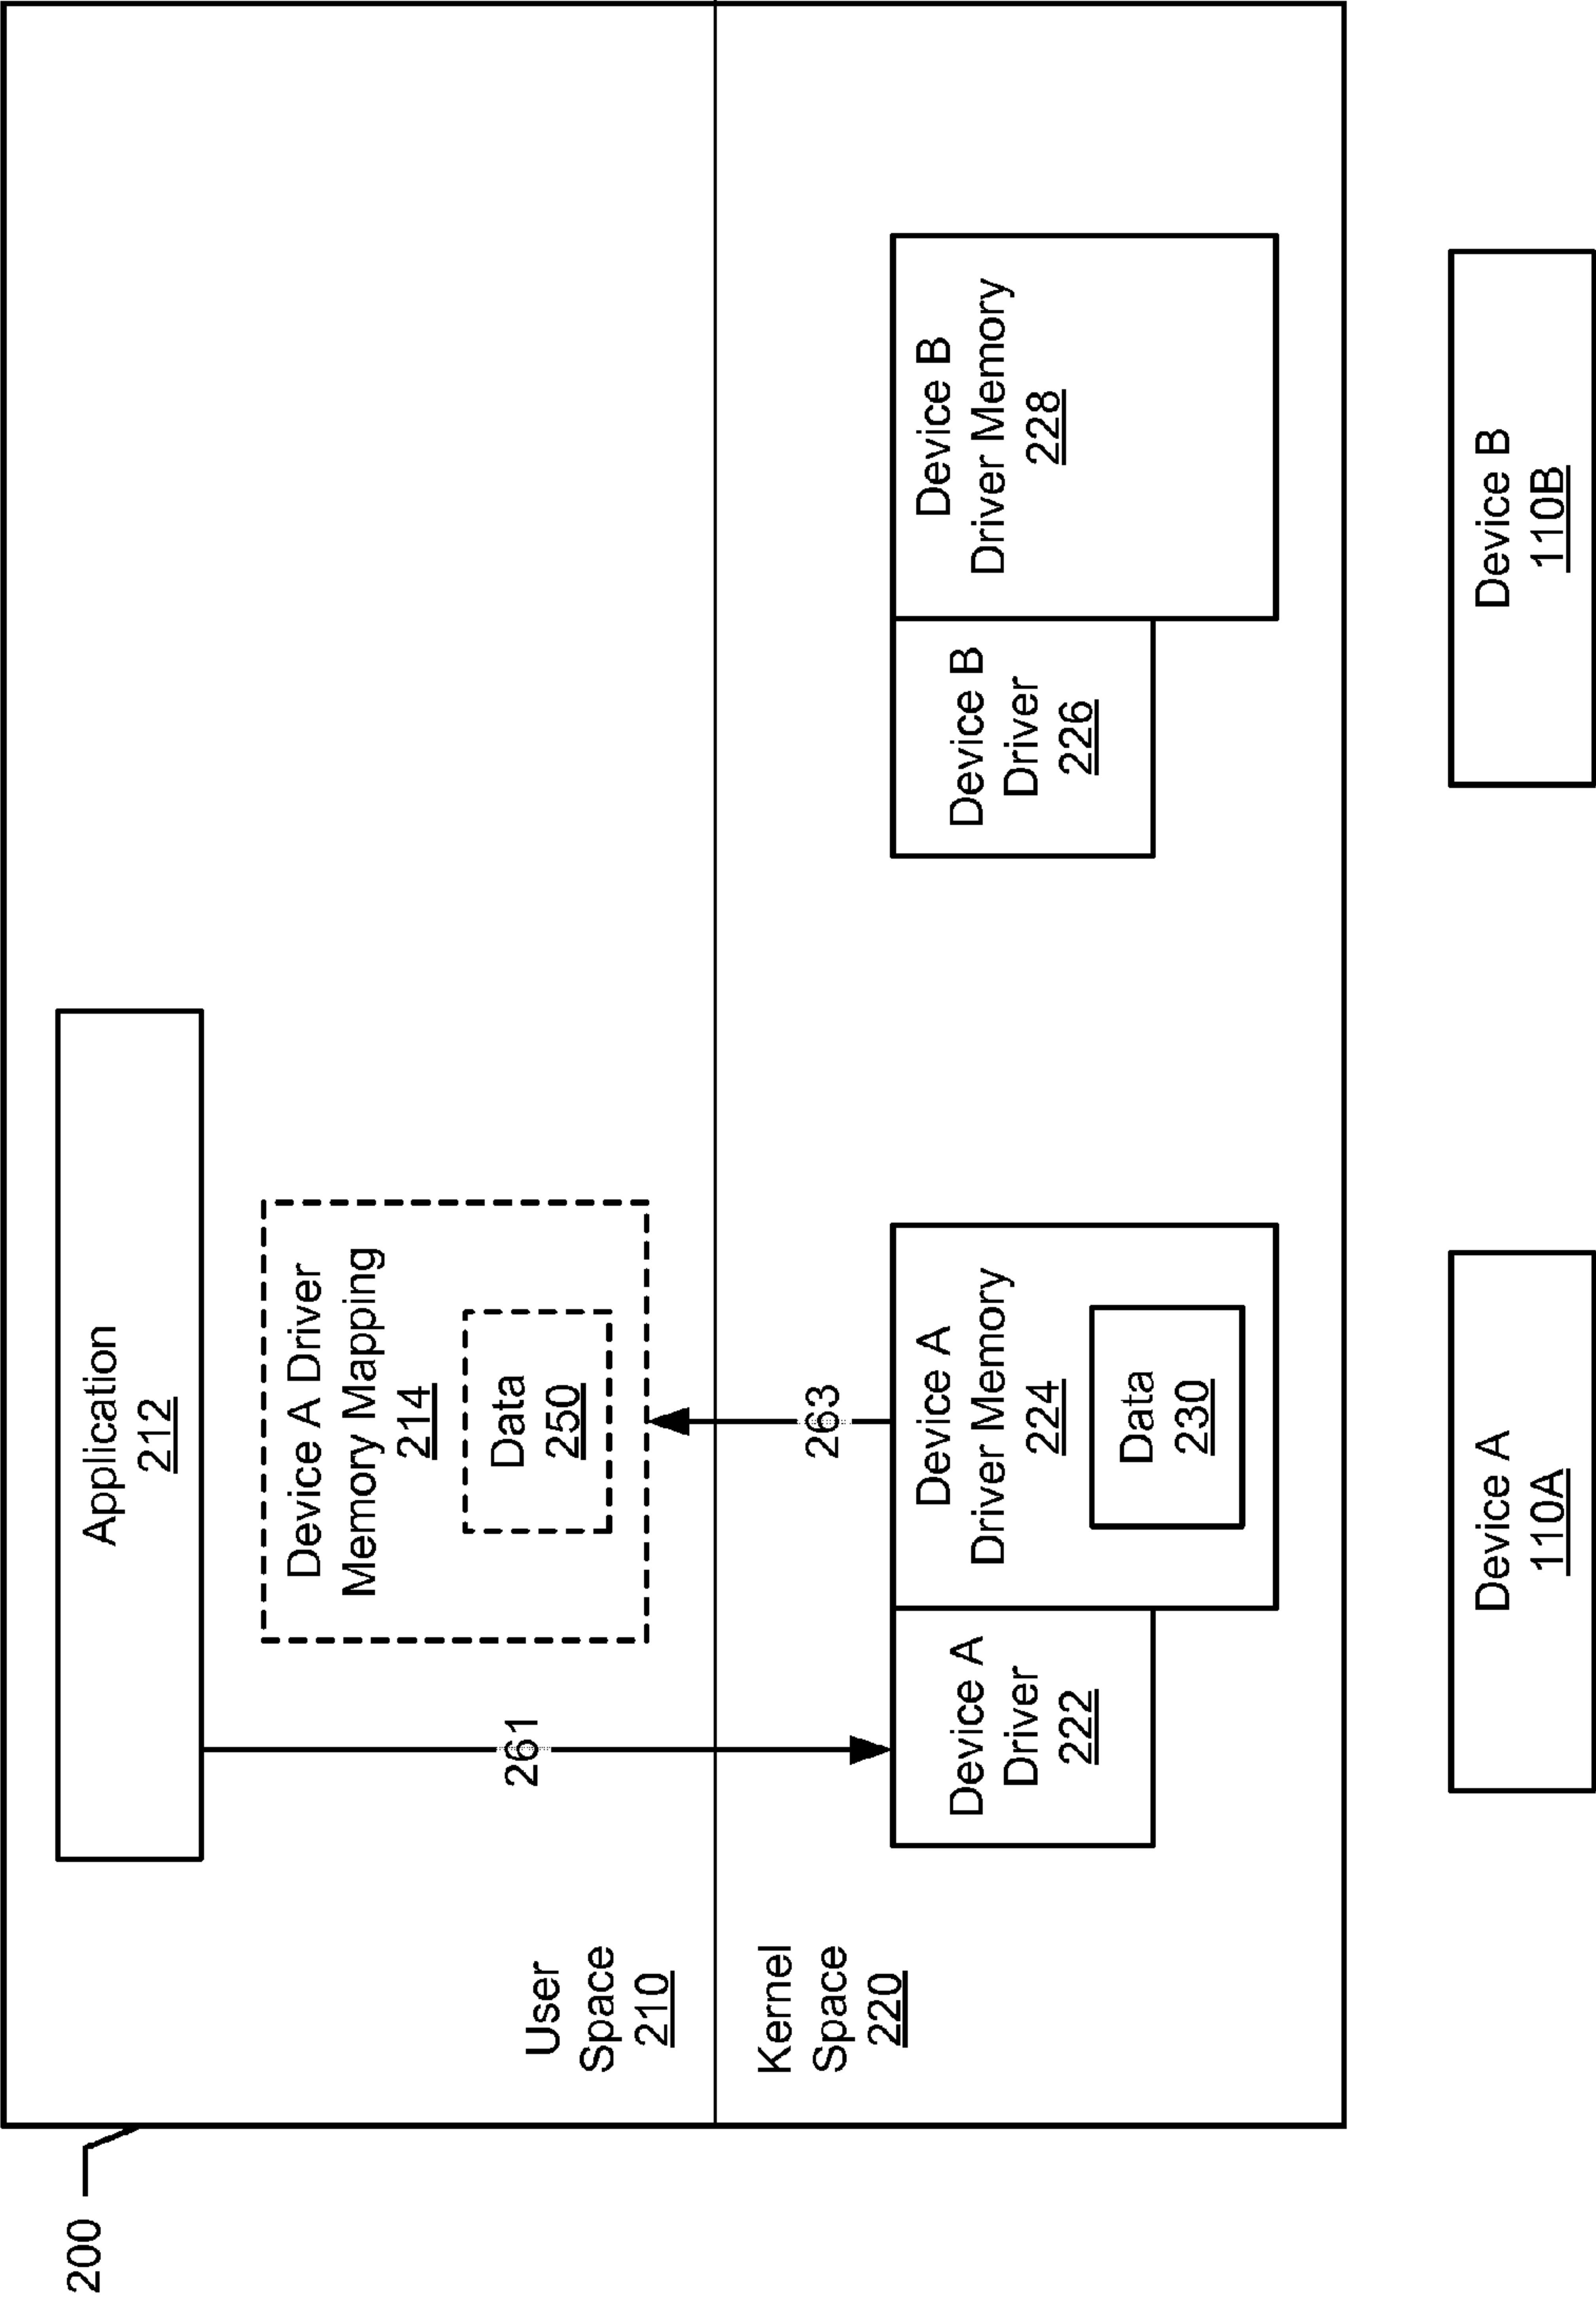 200
Application
212
Device A Driver
Memory Mapping
214
Data
250
261
User
Space
210
Kernel
Space
220
263
Device A
Driver
222
Device A
Driver Memory
224
Data
230
Device B
Driver
226
Device B
Driver Memory
228
Device A
110A
Device B
110B